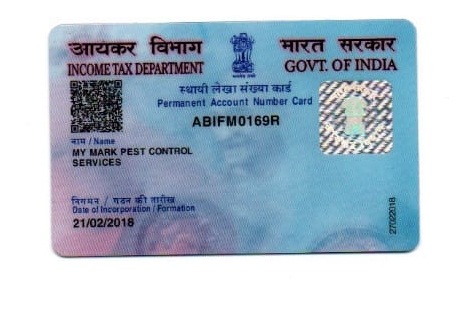 आयकर विभाग
INCOME TAX DEPARTMENT
भारत सरकार
GOVT. OF INDIA
स्थायी लेखा संख्या कार्ड
Permanent Account Number Card
ABIFM0169R
नाम / Name
MY MARK PEST CONTROL
SERVICES
निगमन / गठन की तारीख
Date of Incorporation / Formation
21/02/2018
27022018